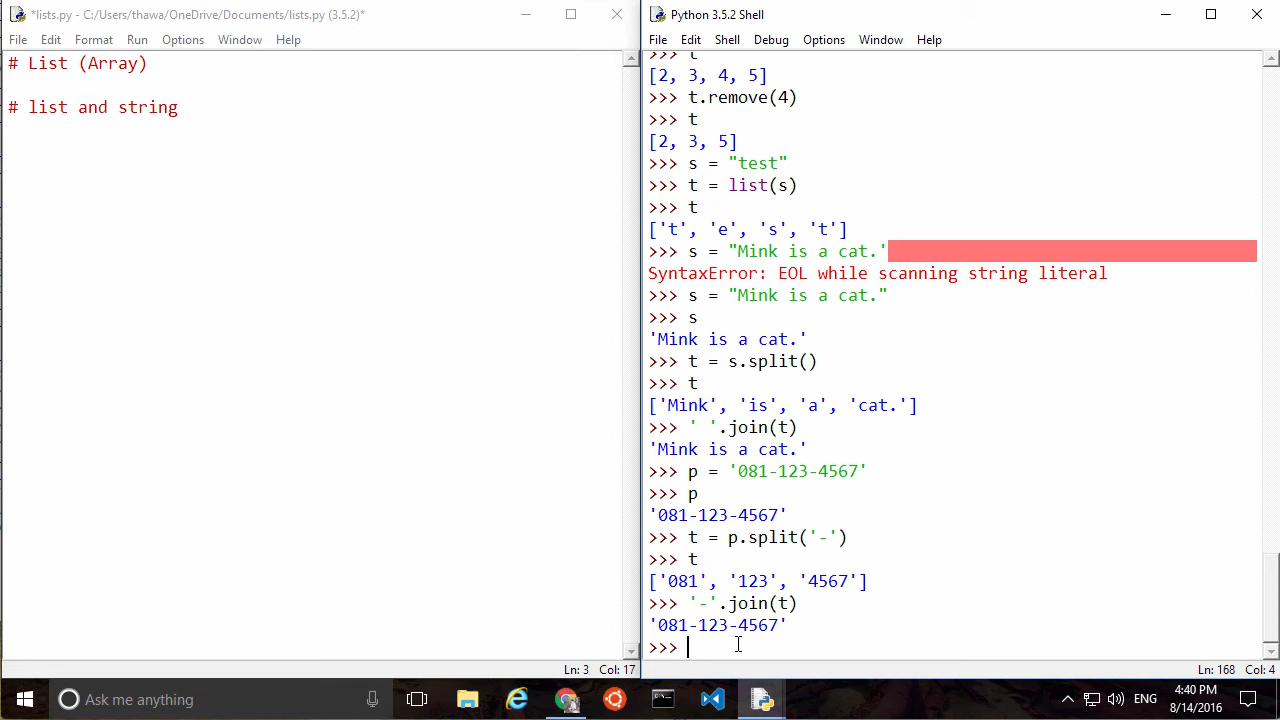 *lists.py - C:/Users/thawa/OneDrive/Documents/lists.py (3.5.2)*
File Edit Format Run Options Window Help
# List (Array)
# list and string
Ln: 3 Col: 17
Python 3.5.2 Shell
File Edit Shell Debug Options Window Help
>>> t
[2, 3, 4, 5]
>>> t.remove(4)
>>> t
[2, 3, 5]
>>> s = "test"
>>> t = list(s)
>>> t
['t', 'e', 's', 't']
>>> s = "Mink is a cat.'
SyntaxError: EOL while scanning string literal
>>> s = "Mink is a cat."
>>> s
'Mink is a cat.'
>>> t = s.split()
>>> t
['Mink', 'is', 'a', 'cat.']
>>> ' '.join(t)
'Mink is a cat.'
>>> p = '081-123-4567'
>>> p
'081-123-4567'
>>> t = p.split('-')
>>> t
['081', '123', '4567']
>>> '-'.join(t)
'081-123-4567'
>>>
Ln: 168 Col: 4
Ask me anything
ENG
4:40 PM
8/14/2016